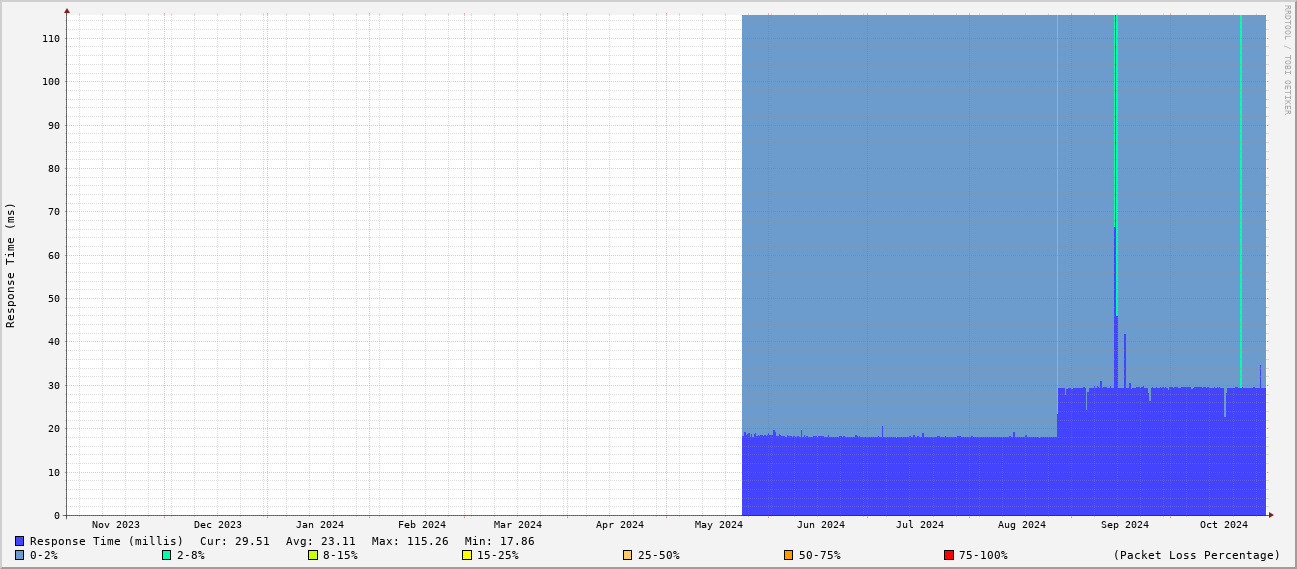 RRDTOOL / TOBI OETIKER
Response Time (ms)
110
100
90
80
70
60
50
40
30
20
10
0
Nov 2023 Dec 2023 Jan 2024 Feb 2024 Mar 2024 Apr 2024 May 2024 Jun 2024 Jul 2024 Aug 2024 Sep 2024 Oct 2024
Response Time (millis) Cur: 29.51 Avg: 23.11 Max: 115.26 Min: 17.86
0-2% 2-8% 8-15% 15-25% 25-50% 50-75% 75-100% (Packet Loss Percentage)